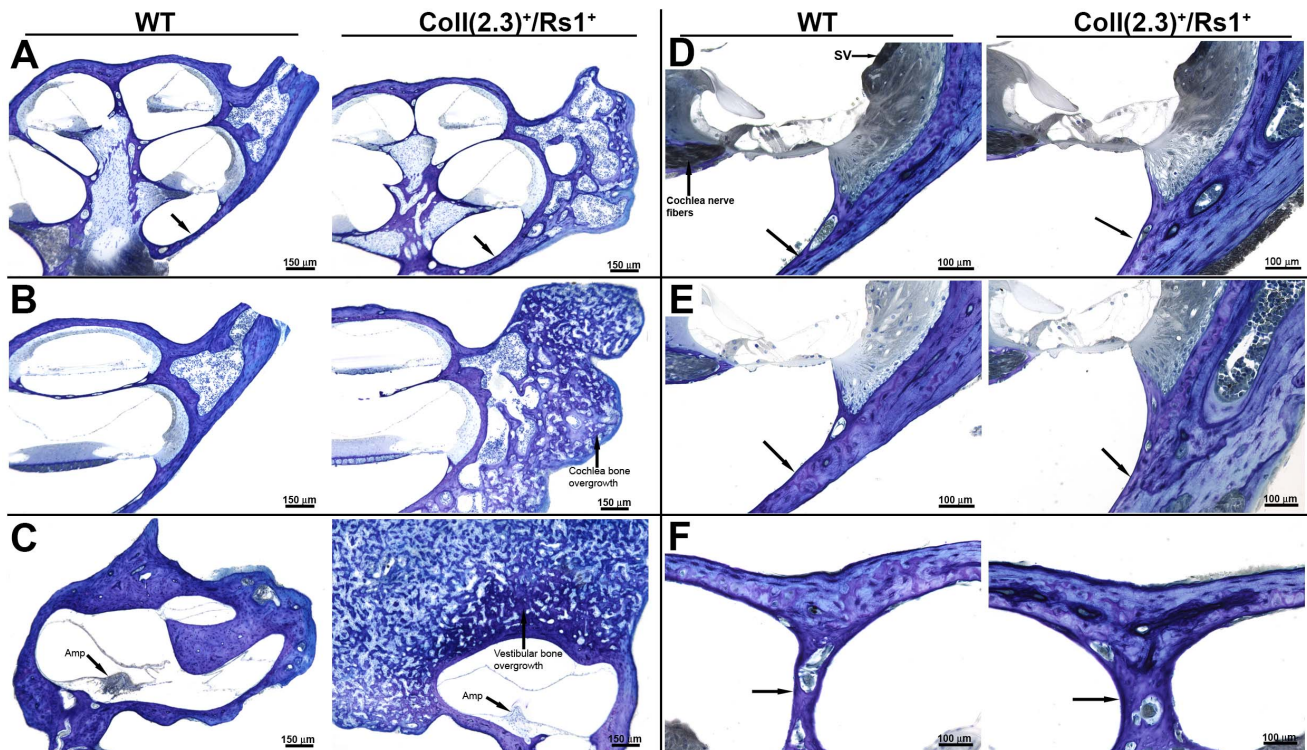 WT
ColI(2.3)⁺/Rs1⁺
WT
ColI(2.3)⁺/Rs1⁺
A
150 µm
150 µm
B
150 µm
Cochlea bone
overgrowth
150 µm
C
Amp
150 µm
Vestibular bone
overgrowth
Amp
150 µm
D
SV
Cochlea nerve
fibers
100 µm
100 µm
E
100 µm
100 µm
F
100 µm
100 µm